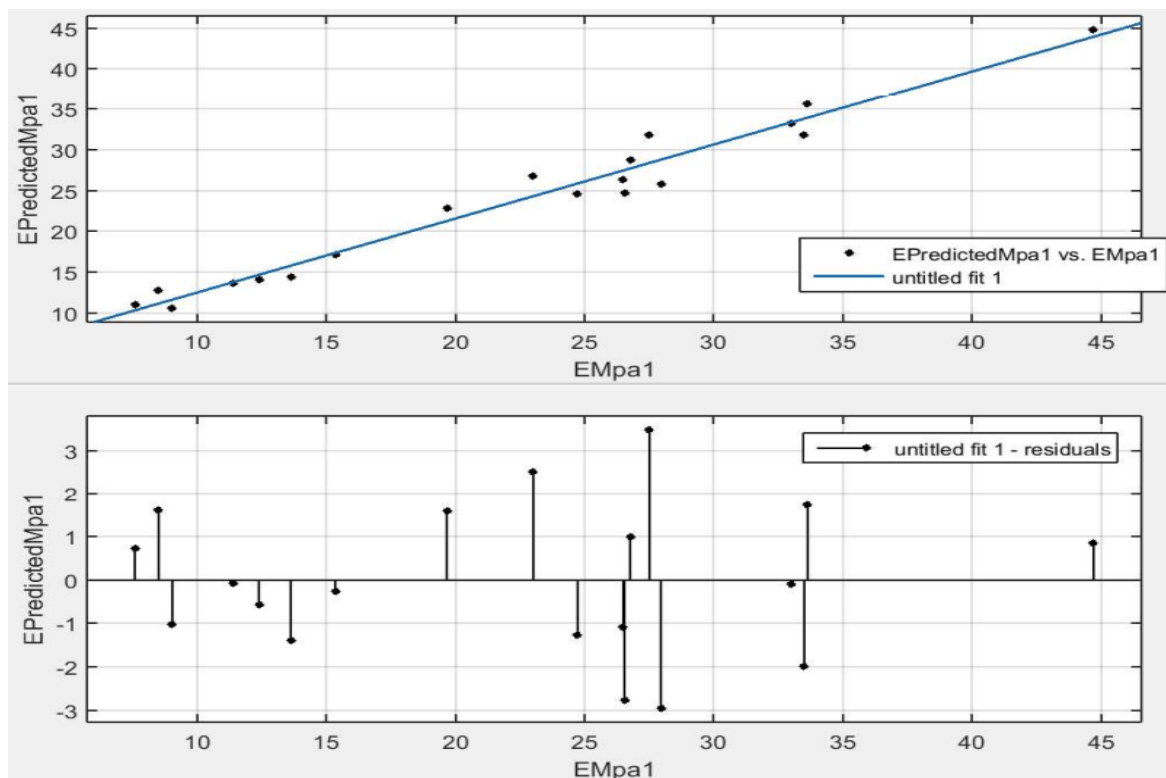 45
40
35
30
25
20
15
10
EPredictedMpa1
EPredictedMpa1 vs. EMpa1
untitled fit 1
10 15 20 25 30 35 40 45
EMpa1
3
2
1
0
-1
-2
-3
EPredictedMpa1
untitled fit 1 - residuals
10 15 20 25 30 35 40 45
EMpa1